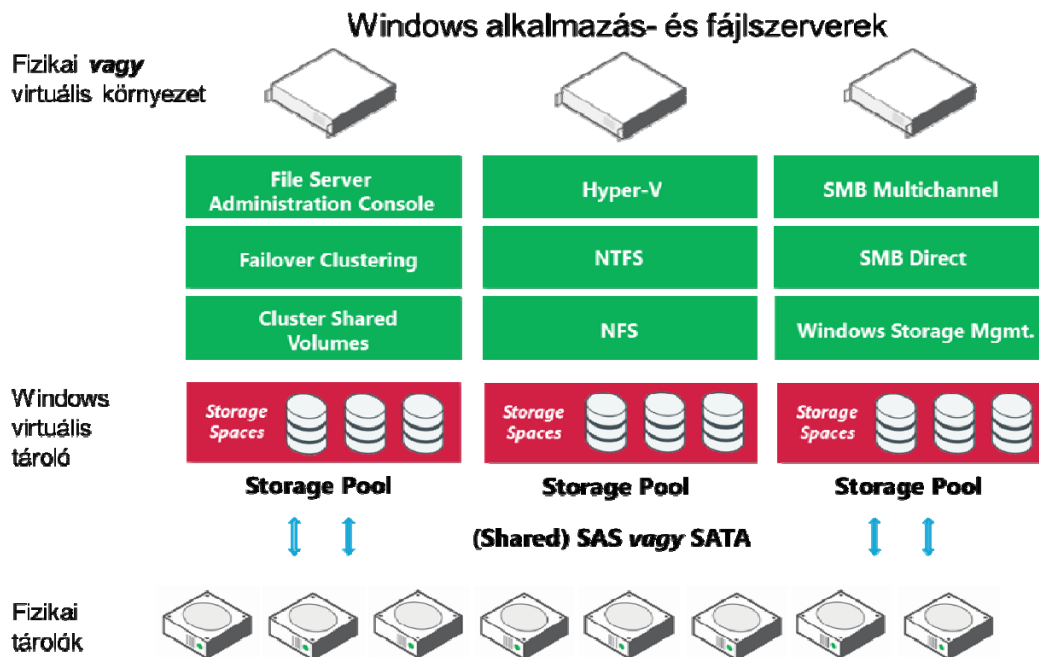 Windows alkalmazás- és fájlszerverek
Fizikai vagy
virtuális környezet
File Server
Administration Console
Hyper-V
SMB Multichannel
Failover Clustering
NTFS
SMB Direct
Cluster Shared
Volumes
NFS
Windows Storage Mgmt.
Windows
virtuális
tároló
Storage
Spaces
Storage
Spaces
Storage
Spaces
Storage Pool
Storage Pool
Storage Pool
(Shared) SAS vagy SATA
Fizikai
tárolók